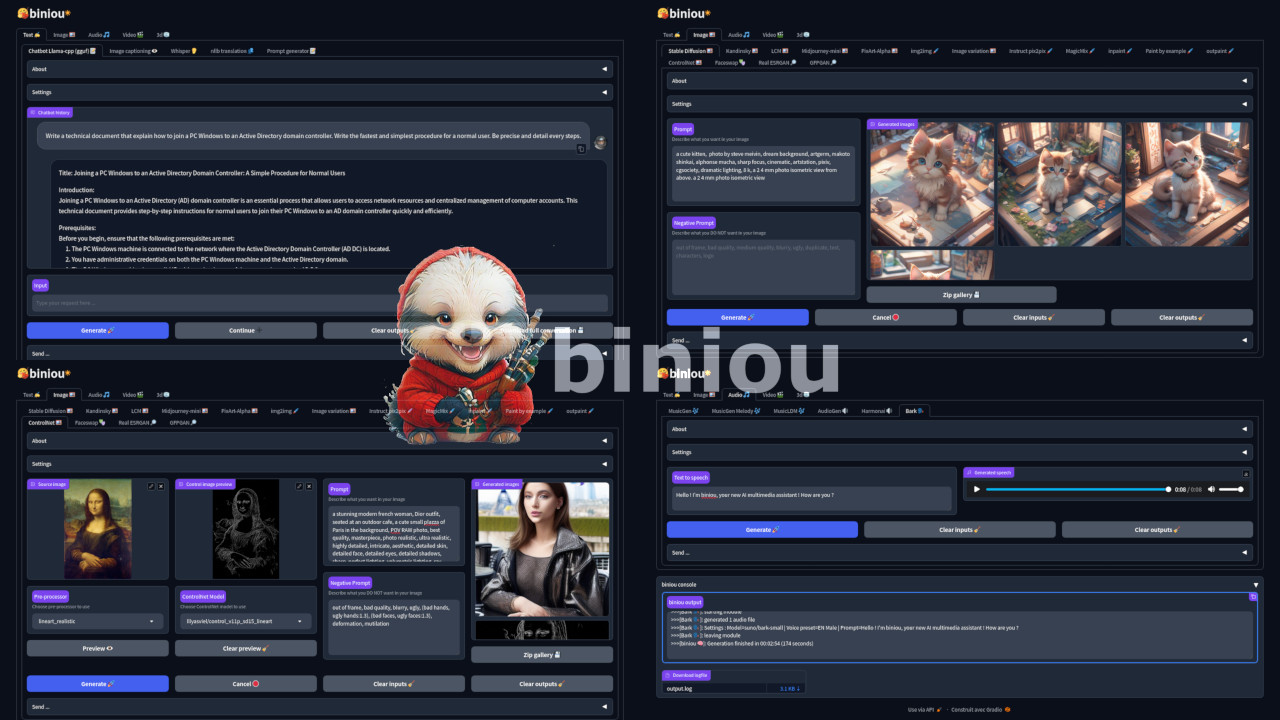 biniou
Text Image Audio Video 3d
Chatbot Llama-cpp (gguf) Image captioning Whisper nllb translation Prompt generator
About
Settings
Chatbot History
Write a technical document that explain how to join a PC Windows to an Active Directory domain controller. Write the fastest and simplest procedure for a normal user. Be precise and detail every steps.
Title: Joining a PC Windows to an Active Directory Domain Controller: A Simple Procedure for Normal Users
Introduction:
Joining a PC Windows to an Active Directory (AD) domain controller is an essential process that allows users to access network resources and centralized management of computer accounts. This
technical document provides step-by-step instructions for normal users to join their PC Windows to an AD domain controller quickly and efficiently.
Prerequisites:
Before you begin, ensure that the following prerequisites are met:
1. The PC Windows machine is connected to the network where the Active Directory Domain Controller (AD DC) is located.
2. You have administrative credentials on both the PC Windows machine and the Active Directory domain.
Input
Type your request here ...
Generate Continue Clear outputs full conversation
Send ...
biniou
Text Image Audio Video 3d
Stable Diffusion Kandinsky LCM Midjourney-mini PixArt-Alpha img2img Image variation Instruct pix2pix MagicMix inpaint Paint by example outpaint
ControlNet Faceswap Real ESRGAN GFPGAN
About
Settings
Prompt
Describe what you want in your image
a cute kitten, photo by steve meisin, dream background, artgerm, makoto
shinkai, alphonse mucha, sharp focus, cinematic, artstation, pixiv,
cgsociety, dramatic lighting, 8 k, a 2 4 mm photo isometric view from
above. a 2 4 mm photo isometric view
Generated images
Negative Prompt
Describe what you DO NOT want in your image
out of frame, bad quality, medium quality, blurry, ugly, duplicate, text,
characters, logo
Zip gallery
Generate Cancel Clear inputs Clear outputs
Send ...
biniou
biniou
Text Image Audio Video 3d
Stable Diffusion Kandinsky LCM Midjourney-mini PixArt-Alpha img2img Image variation Instruct pix2pix MagicMix inpaint Paint by example outpaint
ControlNet Faceswap Real ESRGAN GFPGAN
About
Settings
Source image
Control image preview
Prompt
Describe what you want in your image
a stunning modern french woman, Dior outfit,
seated at an outdoor cafe, a cute small plazza of
Paris in the background, POV RAW photo, best
quality, masterpiece, photo realistic, ultra realistic,
highly detailed, intricate, aesthetic, detailed skin,
detailed face, detailed eyes, detailed shadows,
Generated images
Pre-processor
Choose pre-processor to use
lineart_realistic
ControlNet Model
Choose ControlNet model to use
lllyasviel/control_v11p_sd15_lineart
Negative Prompt
Describe what you DO NOT want in your image
out of frame, bad quality, blurry, ugly, (bad hands,
ugly hands:1.3), (bad faces, ugly faces:1.3),
deformation, mutilation
Preview Clear preview
Zip gallery
Generate Cancel Clear inputs Clear outputs
Send ...
biniou
Text Image Audio Video 3d
MusicGen MusicGen Melody MusicLDM AudioGen Harmonai Bark
About
Settings
Text to speech
Hello ! I'm biniou, your new AI multimedia assistant ! How are you ?
Generated speech
0:08 / 0:08
Generate Clear inputs Clear outputs
Send ...
biniou console
biniou output
>>>[Bark ]: starting module
>>>[Bark ]: generated 1 audio file
>>>[Bark ]: Settings : Model=suno/bark-small | Voice preset=EN Male | Prompt=Hello ! I'm biniou, your new AI multimedia assistant ! How are you ?
>>>[Bark ]: leaving module
>>>[biniou ]: Generation finished in 00:02:54 (174 seconds)
Download logfile
output.log 3.1 KB ↓
Use via API · Construit avec Gradio